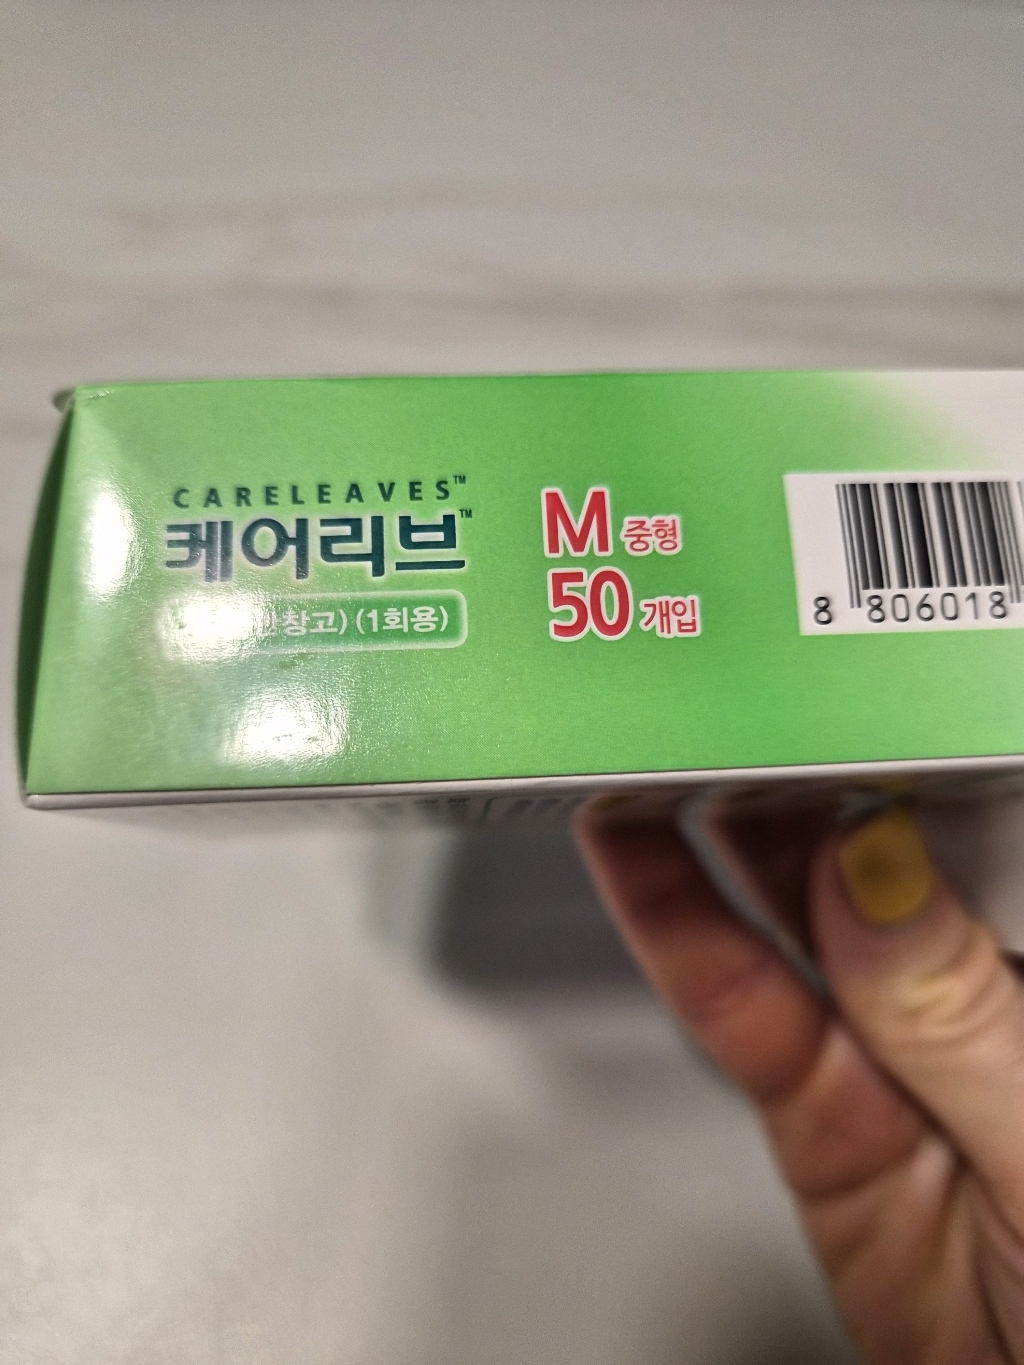 CARELEAVES™
케어리브™
창고) (1회용)
M 중형
50 개입
8 806018